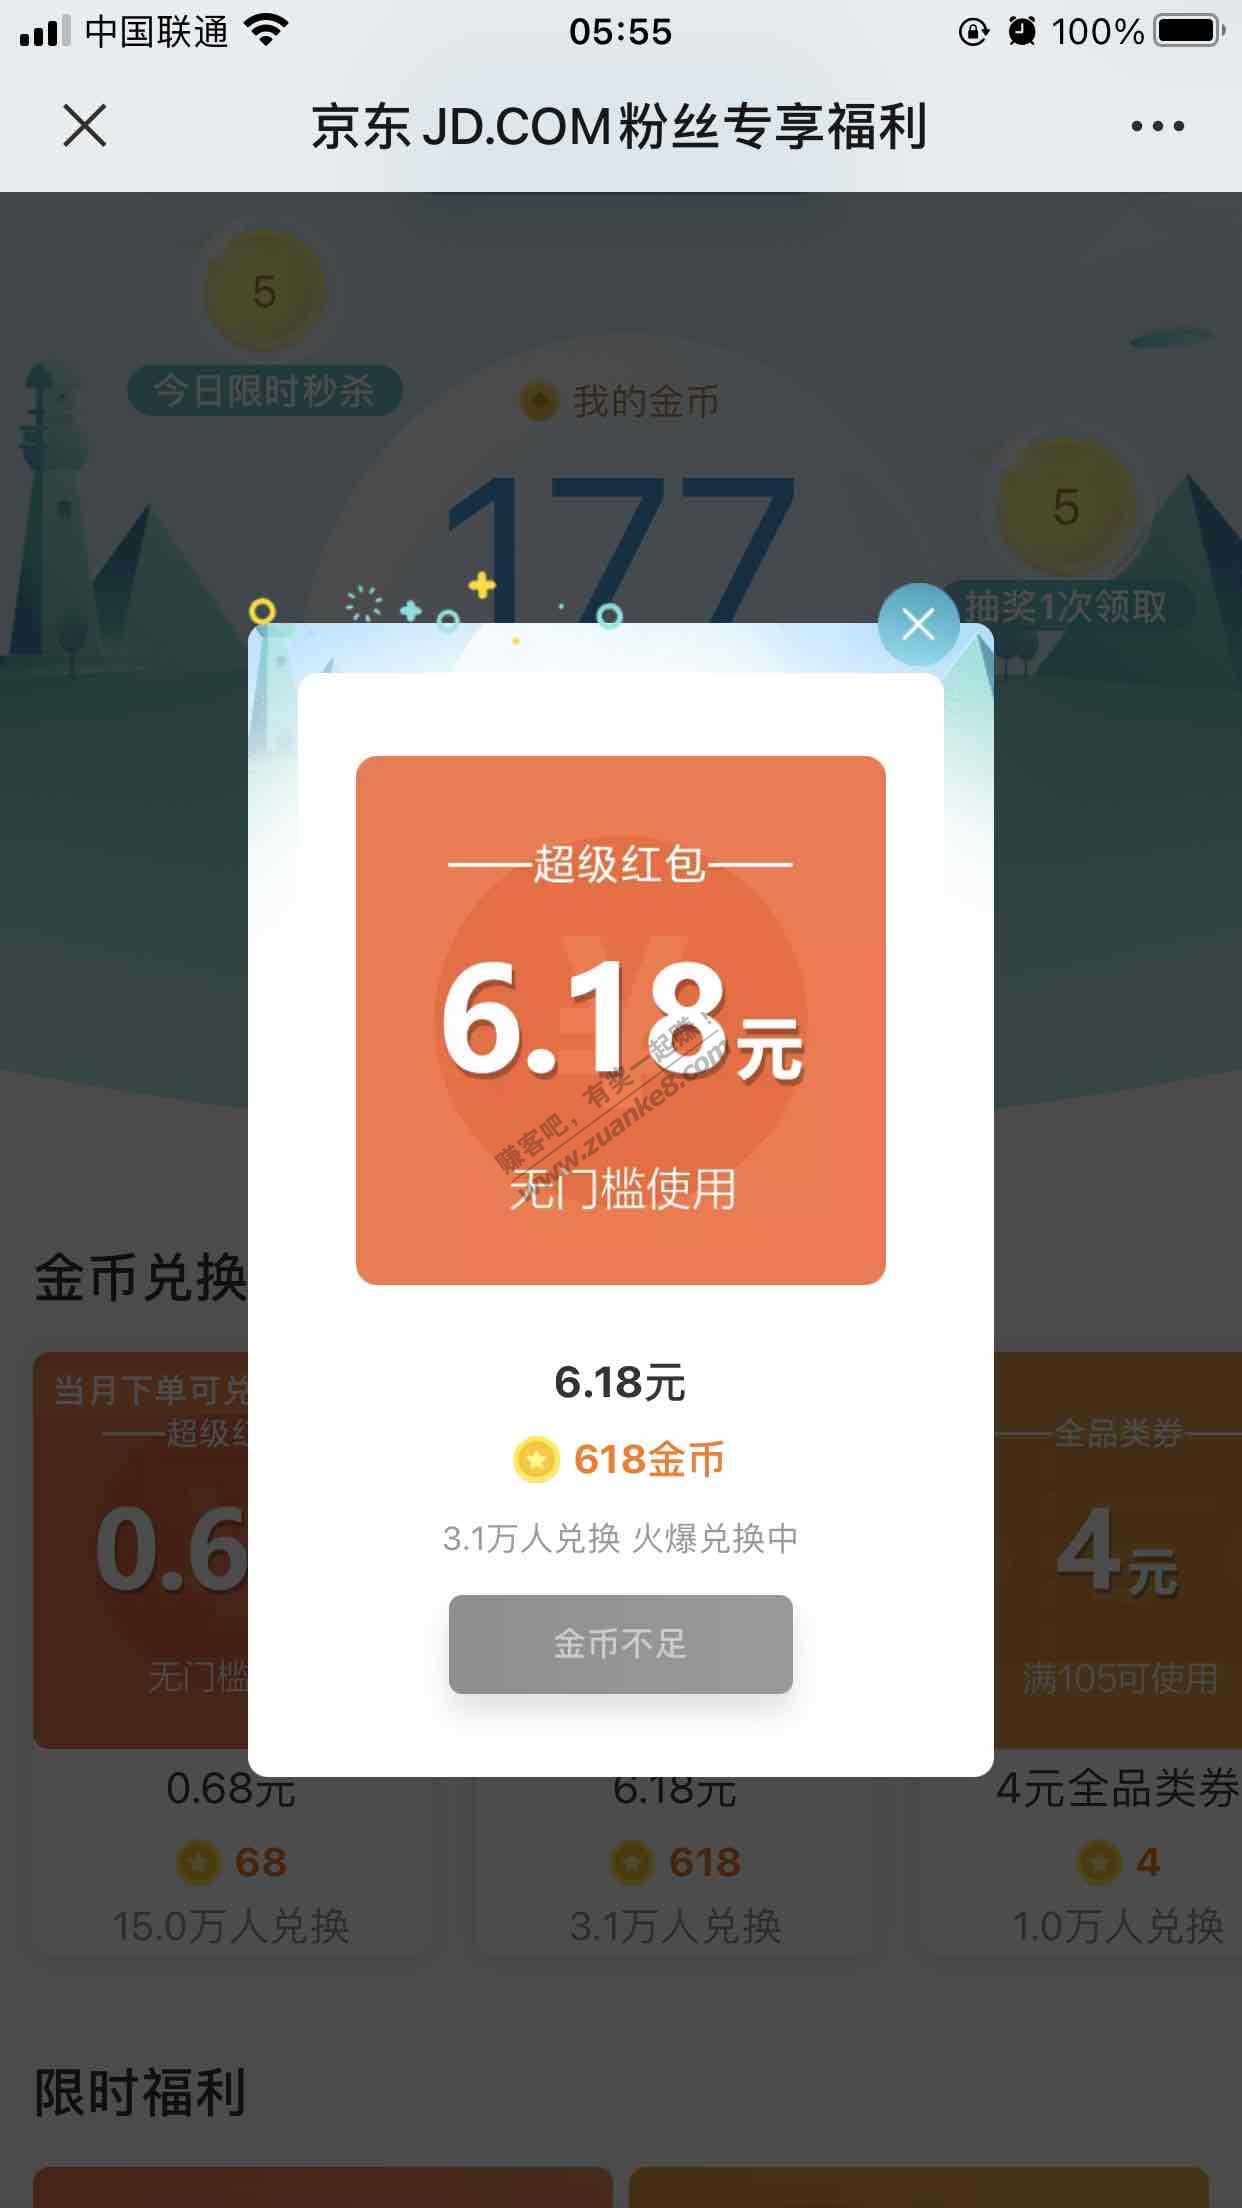 中国联通
05:55
100%
京东JD.COM粉丝专享福利
5
今日限时秒杀
我的金币
177
5
抽奖1次领取
超级红包
6.18元
无门槛使用
赚客吧，有奖一起赚！
www.zuanke8.com
6.18元
618金币
3.1万人兑换 火爆兑换中
金币不足
金币兑换
当月下单可兑
超级红
0.6
无门槛
全品类券
4元
满105可使用
0.68元
6.18元
4元全品类券
68
618
4
15.0万人兑换
3.1万人兑换
1.0万人兑换
限时福利